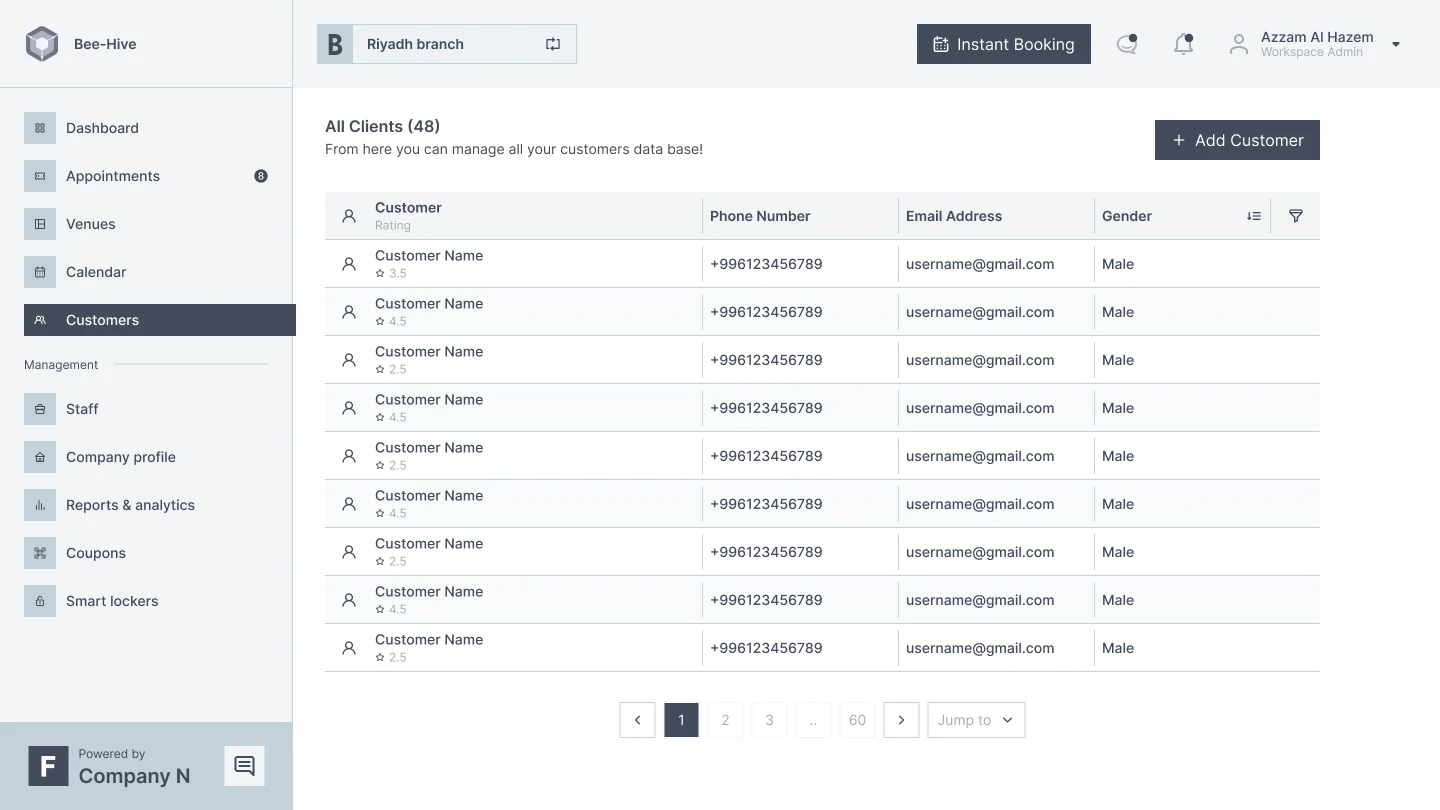 Bee-Hive
B
Riyadh branch
Instant Booking
Azzam Al Hazem
Workspace Admin
Dashboard
Appointments 8
Venues
Calendar
Customers
Management
Staff
Company profile
Reports & analytics
Coupons
Smart lockers
F
Powered by
Company N
All Clients (48)
From here you can manage all your customers data base!
+ Add Customer
Customer
Rating
Phone Number
Email Address
Gender
Customer Name
3.5
+996123456789
username@gmail.com
Male
Customer Name
4.5
+996123456789
username@gmail.com
Male
Customer Name
2.5
+996123456789
username@gmail.com
Male
Customer Name
4.5
+996123456789
username@gmail.com
Male
Customer Name
2.5
+996123456789
username@gmail.com
Male
Customer Name
4.5
+996123456789
username@gmail.com
Male
Customer Name
2.5
+996123456789
username@gmail.com
Male
Customer Name
4.5
+996123456789
username@gmail.com
Male
Customer Name
2.5
+996123456789
username@gmail.com
Male
1 2 3 .. 60 Jump to